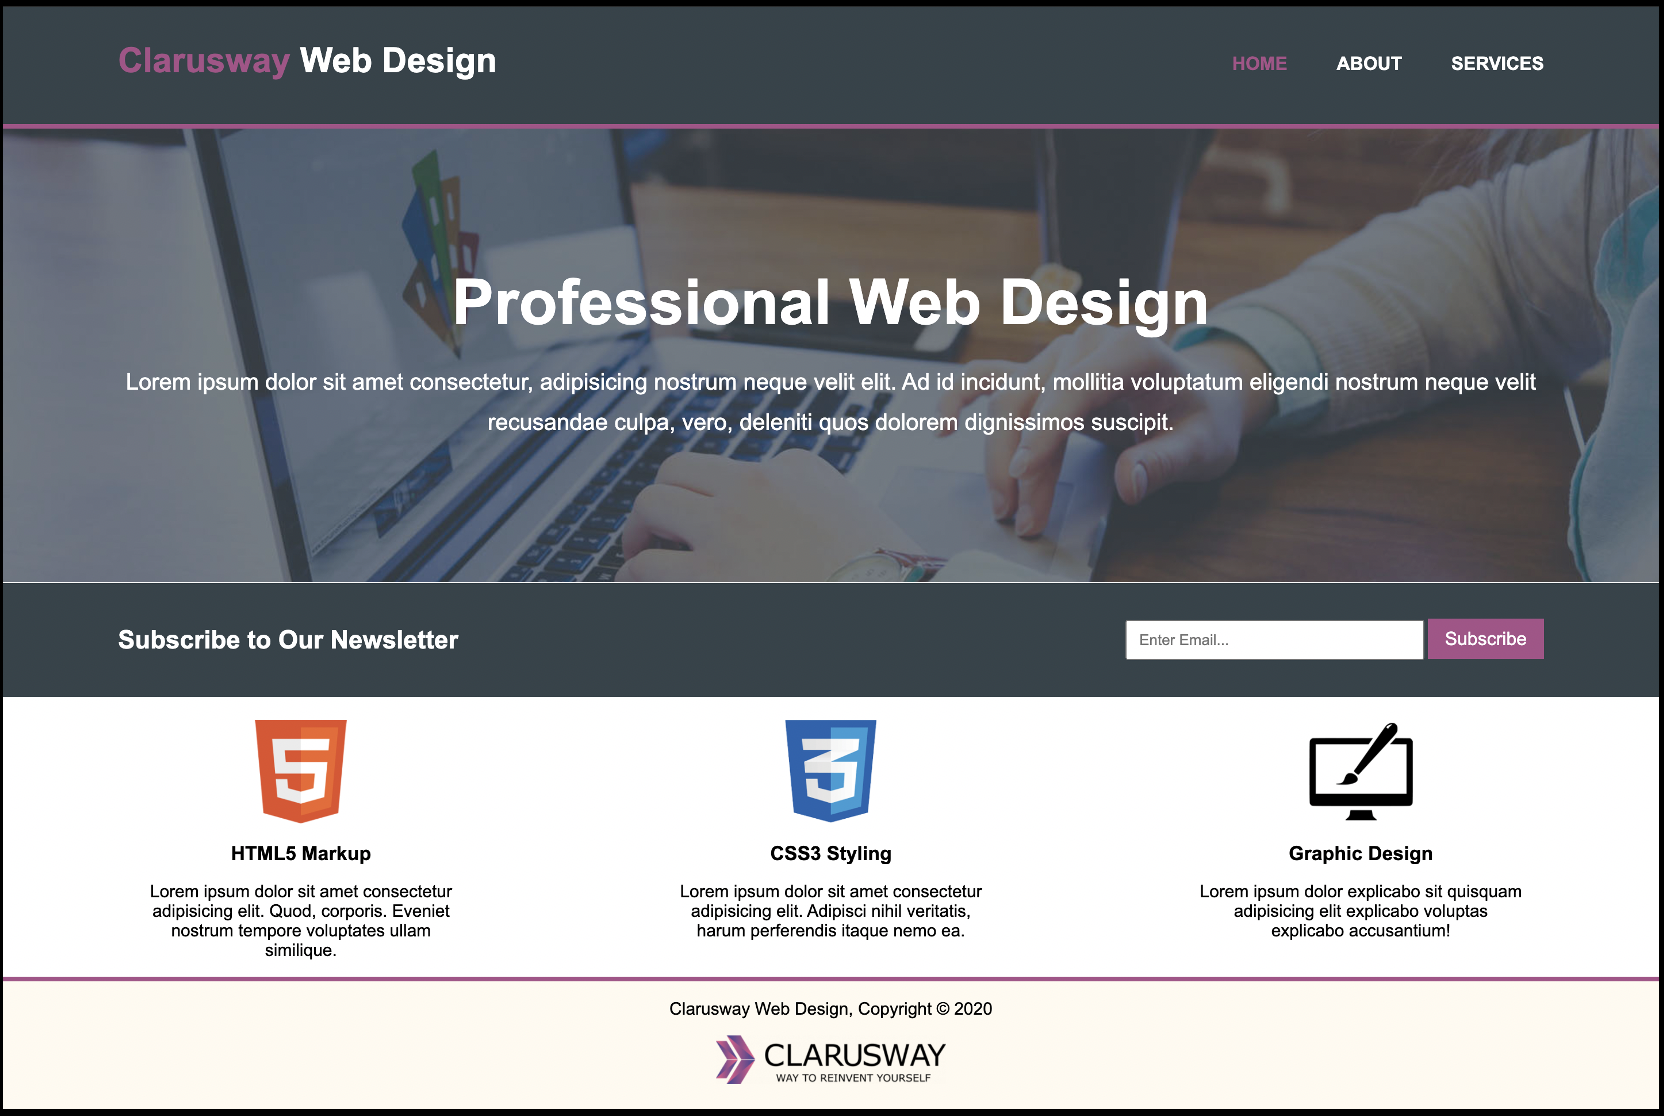 Clarusway Web Design
HOME ABOUT SERVICES
Professional Web Design
Lorem ipsum dolor sit amet consectetur, adipisicing nostrum neque velit elit. Ad id incidunt, mollitia voluptatum eligendi nostrum neque velit
recusandae culpa, vero, deleniti quos dolorem dignissimos suscipit.
Subscribe to Our Newsletter
Enter Email...
Subscribe
HTML5 Markup
Lorem ipsum dolor sit amet consectetur
adipisicing elit. Quod, corporis. Eveniet
nostrum tempore voluptates ullam
similique.
CSS3 Styling
Lorem ipsum dolor sit amet consectetur
adipisicing elit. Adipisci nihil veritatis,
harum perferendis itaque nemo ea.
Graphic Design
Lorem ipsum dolor explicabo sit quisquam
adipisicing elit explicabo voluptas
explicabo accusantium!
Clarusway Web Design, Copyright © 2020
CLARUSWAY
WAY TO REINVENT YOURSELF